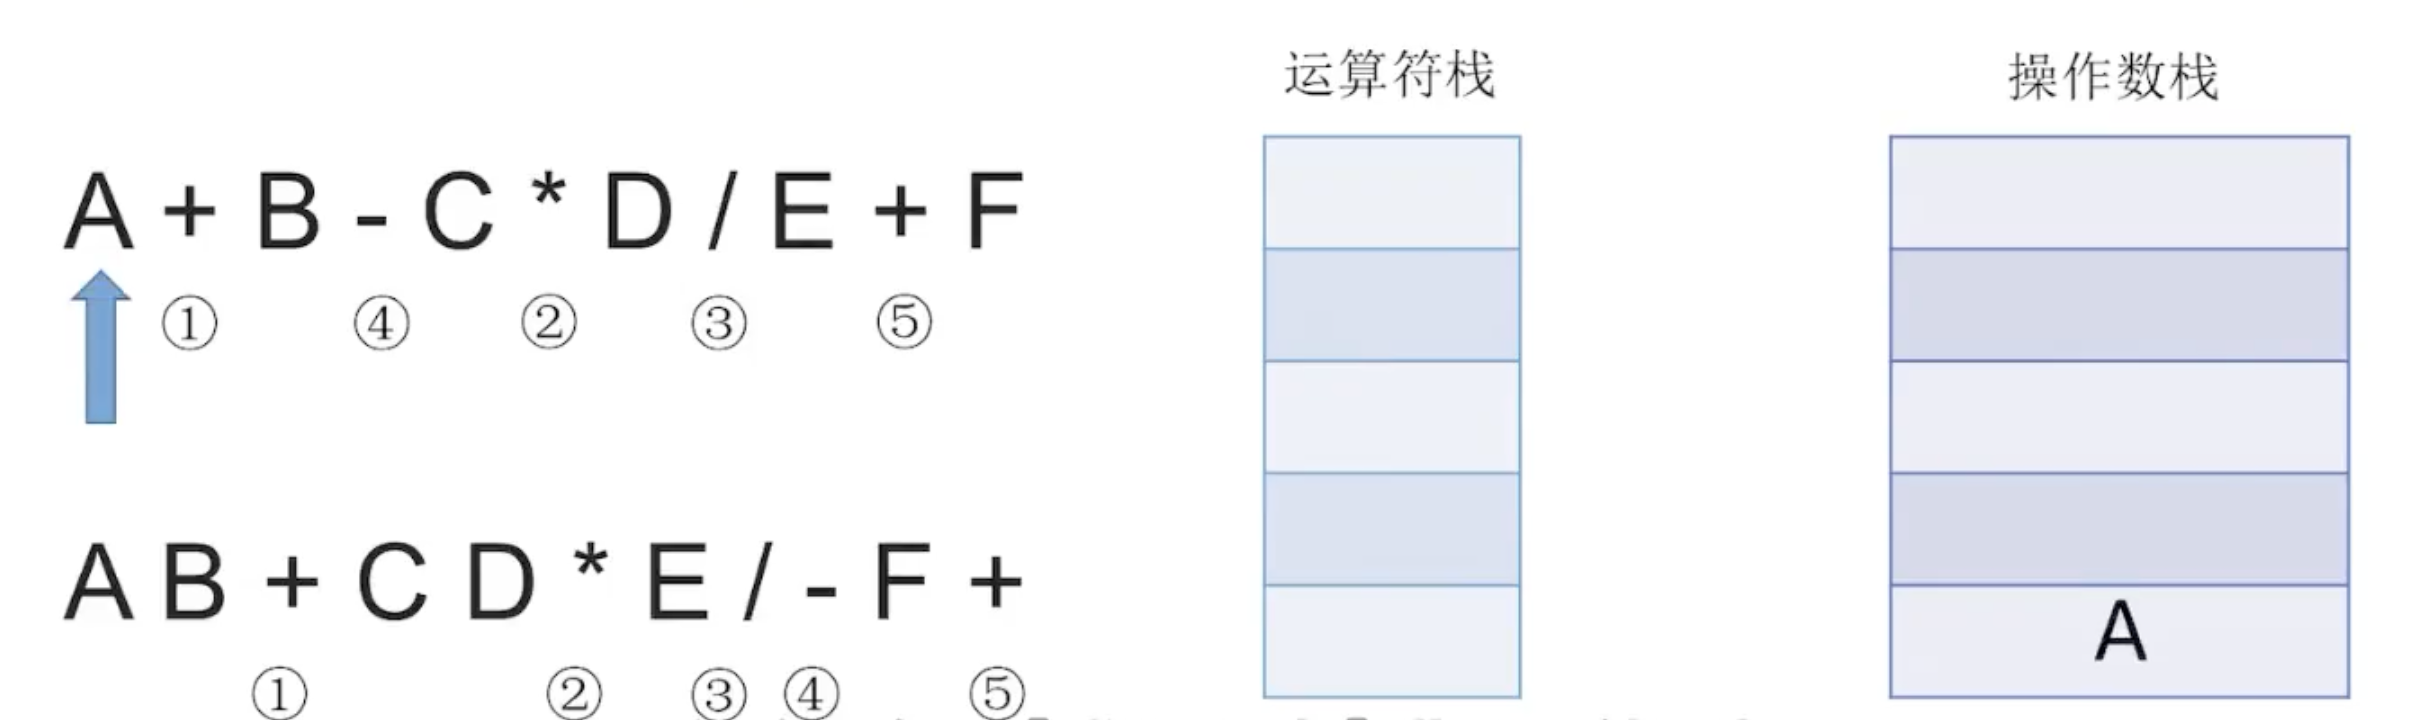 运算符栈
操作数栈
A + B - C * D / E + F
① ④ ② ③ ⑤
A B + C D * E / - F +
① ② ③ ④ ⑤
A